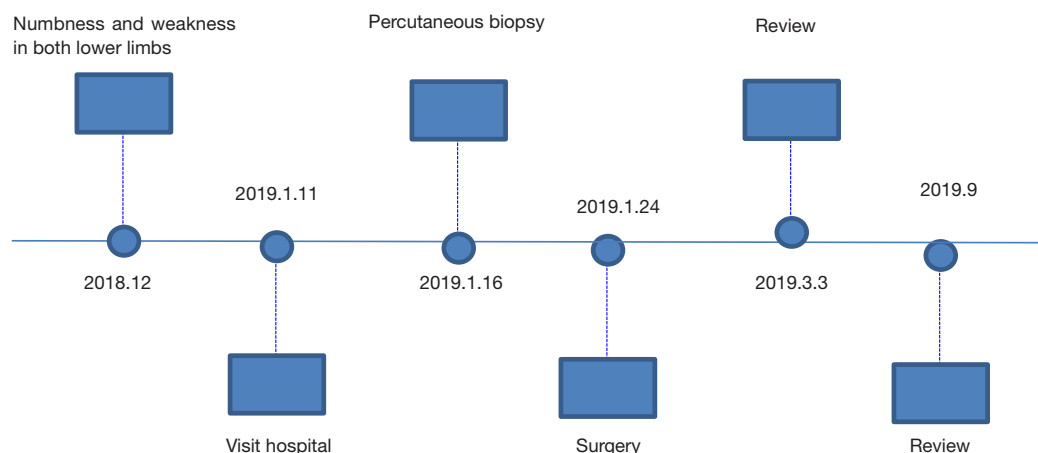 Numbness and weakness
in both lower limbs
Percutaneous biopsy
Review
2019.1.11
2019.1.24
2019.9
2018.12
2019.1.16
2019.3.3
Visit hospital
Surgery
Review